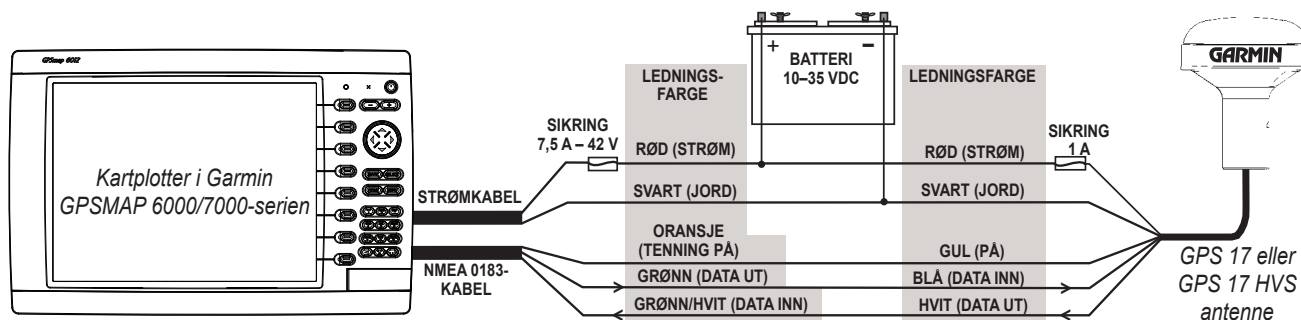 GPSmap 6012
Kartplotter i Garmin
GPSMAP 6000/7000-serien
STRØMKABEL
NMEA 0183-
KABEL
SIKRING
7,5 A – 42 V
LEDNINGS-
FARGE
RØD (STRØM)
SVART (JORD)
ORANSJE
(TENNING PÅ)
GRØNN (DATA UT)
GRØNN/HVIT (DATA INN)
+ –
BATTERI
10–35 VDC
LEDNINGSFARGE
RØD (STRØM)
SVART (JORD)
GUL (PÅ)
BLÅ (DATA INN)
HVIT (DATA UT)
SIKRING
1 A
GARMIN
GPS 17 eller
GPS 17 HVS
antenne